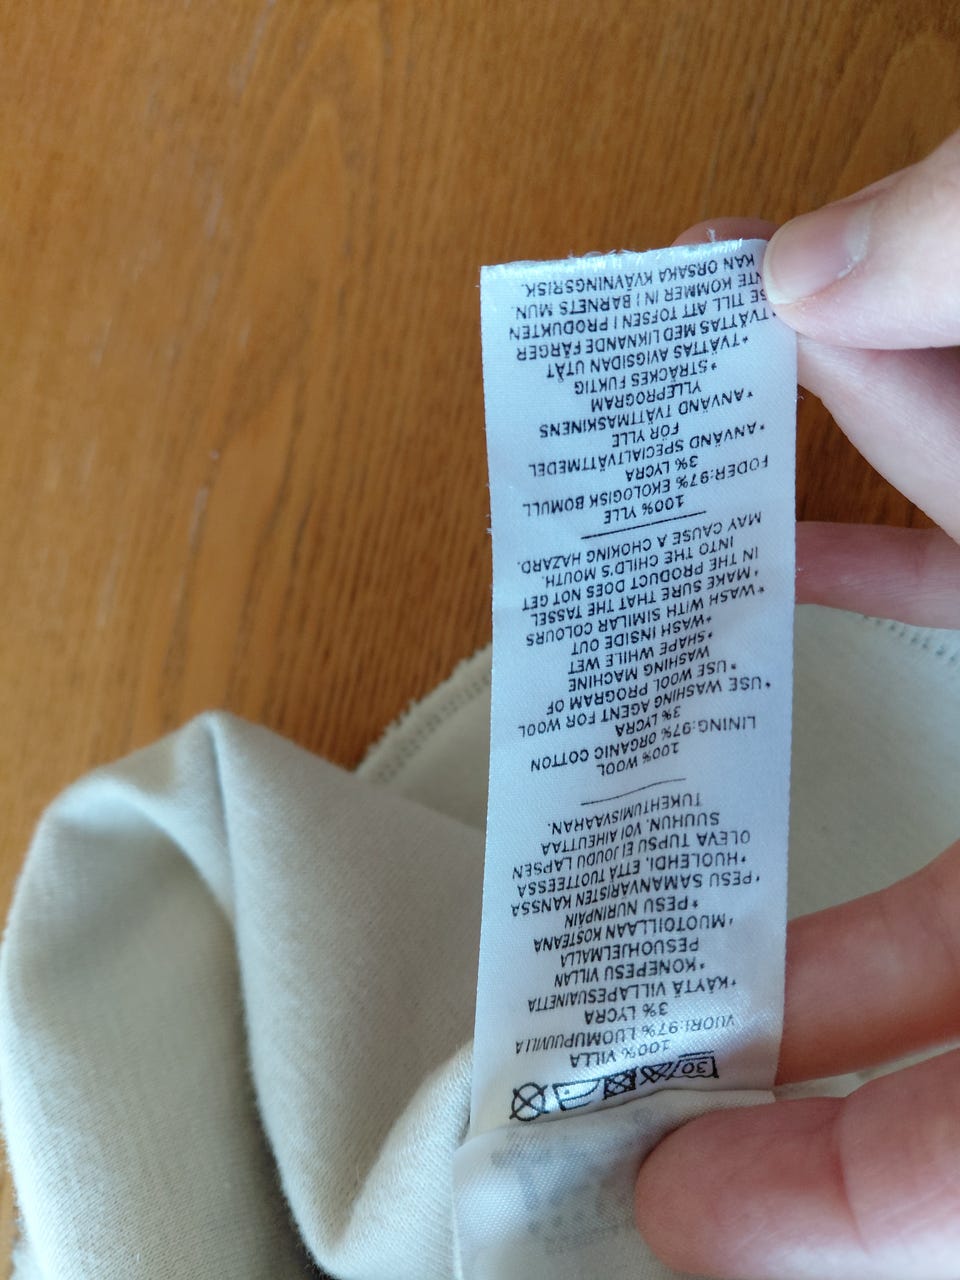 30
100% VILLA
VUORI:97% LUOMUPUUVILLA
3% LYCRA
*KÄYTÄ VILLAPESUAINETTA
*KONEPESU VILLAN
PESUOHJELMALLA
*MUOTOILLAAN KOSTEANA
*PESU NURINPÄIN
*PESU SAMANVÄRISTEN KANSSA
*HUOLEHDI, ETTÄ TUOTTEESSA
OLEVA TUPSU EI JOUDU LAPSEN
SUUHUN. VOI AIHEUTTAA
TUKEHTUMISVAARAN.
100% WOOL
LINING:97% ORGANIC COTTON
3% LYCRA
*USE WASHING AGENT FOR WOOL
*USE WOOL PROGRAM OF
WASHING MACHINE
*SHAPE WHILE WET
*WASH INSIDE OUT
*WASH WITH SIMILAR COLOURS
*MAKE SURE THAT THE TASSEL
IN THE PRODUCT DOES NOT GET
INTO THE CHILD'S MOUTH.
MAY CAUSE A CHOKING HAZARD.
100% YLLE
FODER:97% EKOLOGISK BOMULL
3% LYCRA
*ANVÄND SPECIALTVÄTTMEDEL
FÖR YLLE
*ANVÄND TVÄTTMASKINENS
YLLEPROGRAM
*STRÄCKES FUKTIG
*TVÄTTAS AVIGSIDAN UTÅT
*TVÄTTAS MED LIKNANDE FÄRGER
SE TILL ATT TOFSEN I PRODUKTEN
NTE KOMMER IN I BARNETS MUN.
KAN ORSAKA KVÄVNINGSRISK.